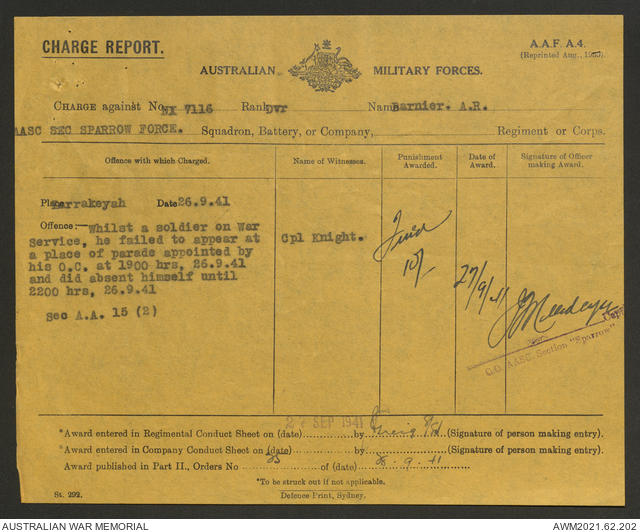 CHARGE REPORT.
A.A.F. A.4.
(Reprinted Aug.,
AUSTRALIAN MILITARY FORCES.
CHARGE against No. NX 7116 Rank Dvr Name Barnier. A.R.
AASC SEC SPARROW FORCE. Squadron, Battery, or Company, Regiment or Corps.
Offence with which Charged. Name of Witnesses. Punishment Awarded. Date of Award. Signature of Officer making Award.
Place Larrakeyah Date 26.9.41
Offence:—Whilst a soldier on War
Service, he failed to appear at
a place of parade appointed by
his O.C. at 1900 hrs, 26.9.41
and did absent himself until
2200 hrs, 26.9.41
Sec A.A. 15 (2)
Cpl Knight.
Fined
10/-
27/9/41
Capt
O.C. AASC. Section "Sparrow"
SEP 1941
*Award entered in Regimental Conduct Sheet on (date) by (Signature of person making entry).
*Award entered in Company Conduct Sheet on (date) by (Signature of person making entry).
Award published in Part II., Orders No 25 of (date) 28.9.41
*To be struck out if not applicable.
St. 292. Defence Print, Sydney.
AUSTRALIAN WAR MEMORIAL AWM2021.62.202